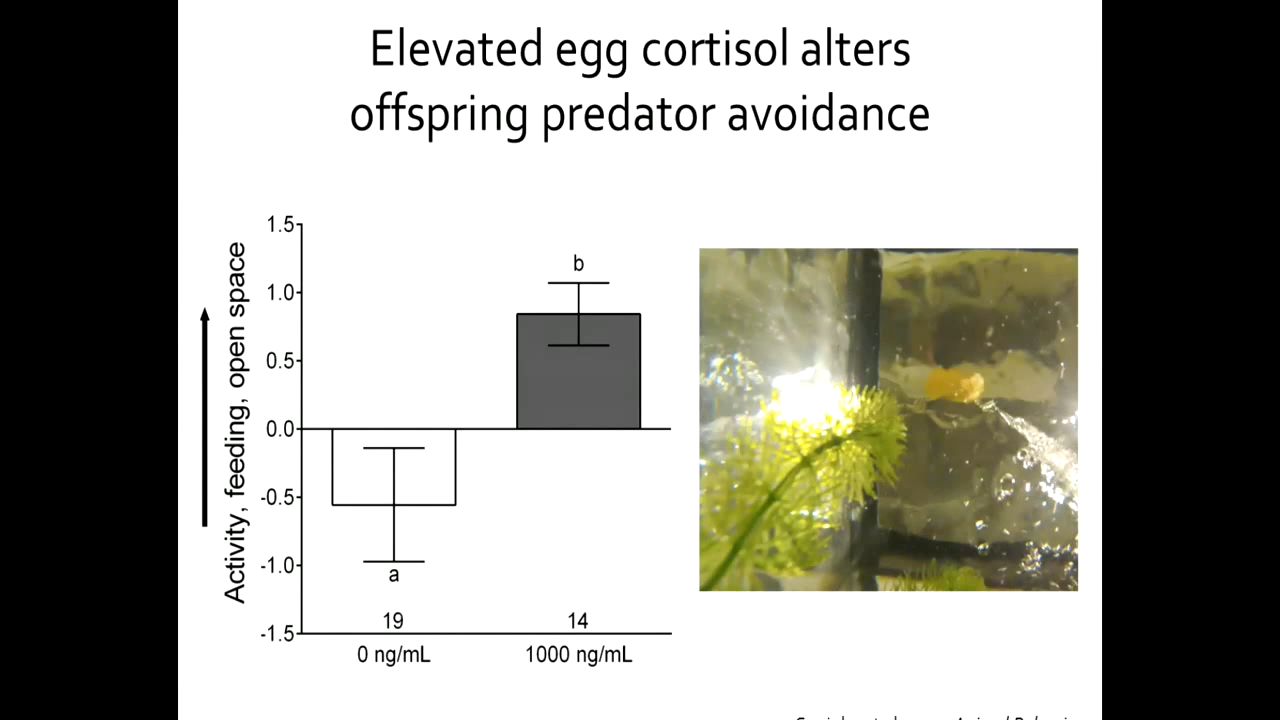 Elevated egg cortisol alters
offspring predator avoidance
Activity, feeding, open space
1.5
1.0
0.5
0.0
-0.5
-1.0
-1.5
b
a
19
14
0 ng/mL
1000 ng/mL